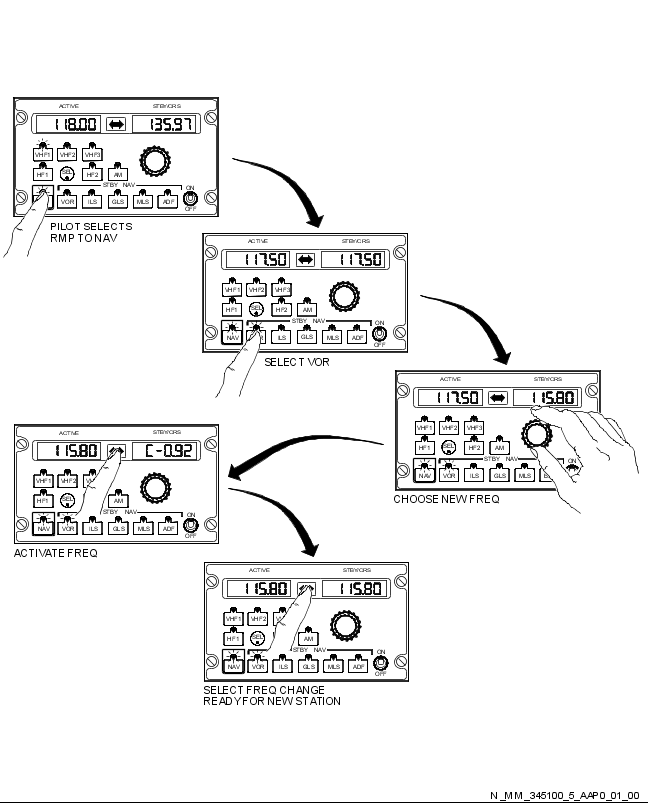 ACTIVE STBY/CRS
118.00 135.97
VHF1 VHF2 VHF3
HF1 SEL HF2 AM
STBY NAV ON
VOR ILS GLS MLS ADF
OFF
PILOT SELECTS
RMP TO NAV
ACTIVE STBY/CRS
117.50 117.50
VHF1 VHF2 VHF3
HF1 SEL HF2 AM
STBY NAV ON
NAV ILS GLS MLS ADF
OFF
SELECT VOR
ACTIVE STBY/CRS
117.50 115.80
VHF1 VHF2 VHF3
HF1 SEL HF2 AM
STBY NAV ON
NAV VOR ILS GLS MLS
CHOOSE NEW FREQ
ACTIVE STBY/CRS
115.80 C-0.92
VHF1 VHF2
HF1 SEL AM
STBY NAV ON
NAV VOR ILS GLS MLS ADF
OFF
ACTIVATE FREQ
ACTIVE STBY/CRS
115.80 115.80
VHF1 VHF2
HF1 SEL AM
STBY NAV ON
NAV VOR ILS GLS MLS ADF
OFF
SELECT FREQ CHANGE
READY FOR NEW STATION
N_MM_345100_5_AAP0_01_00